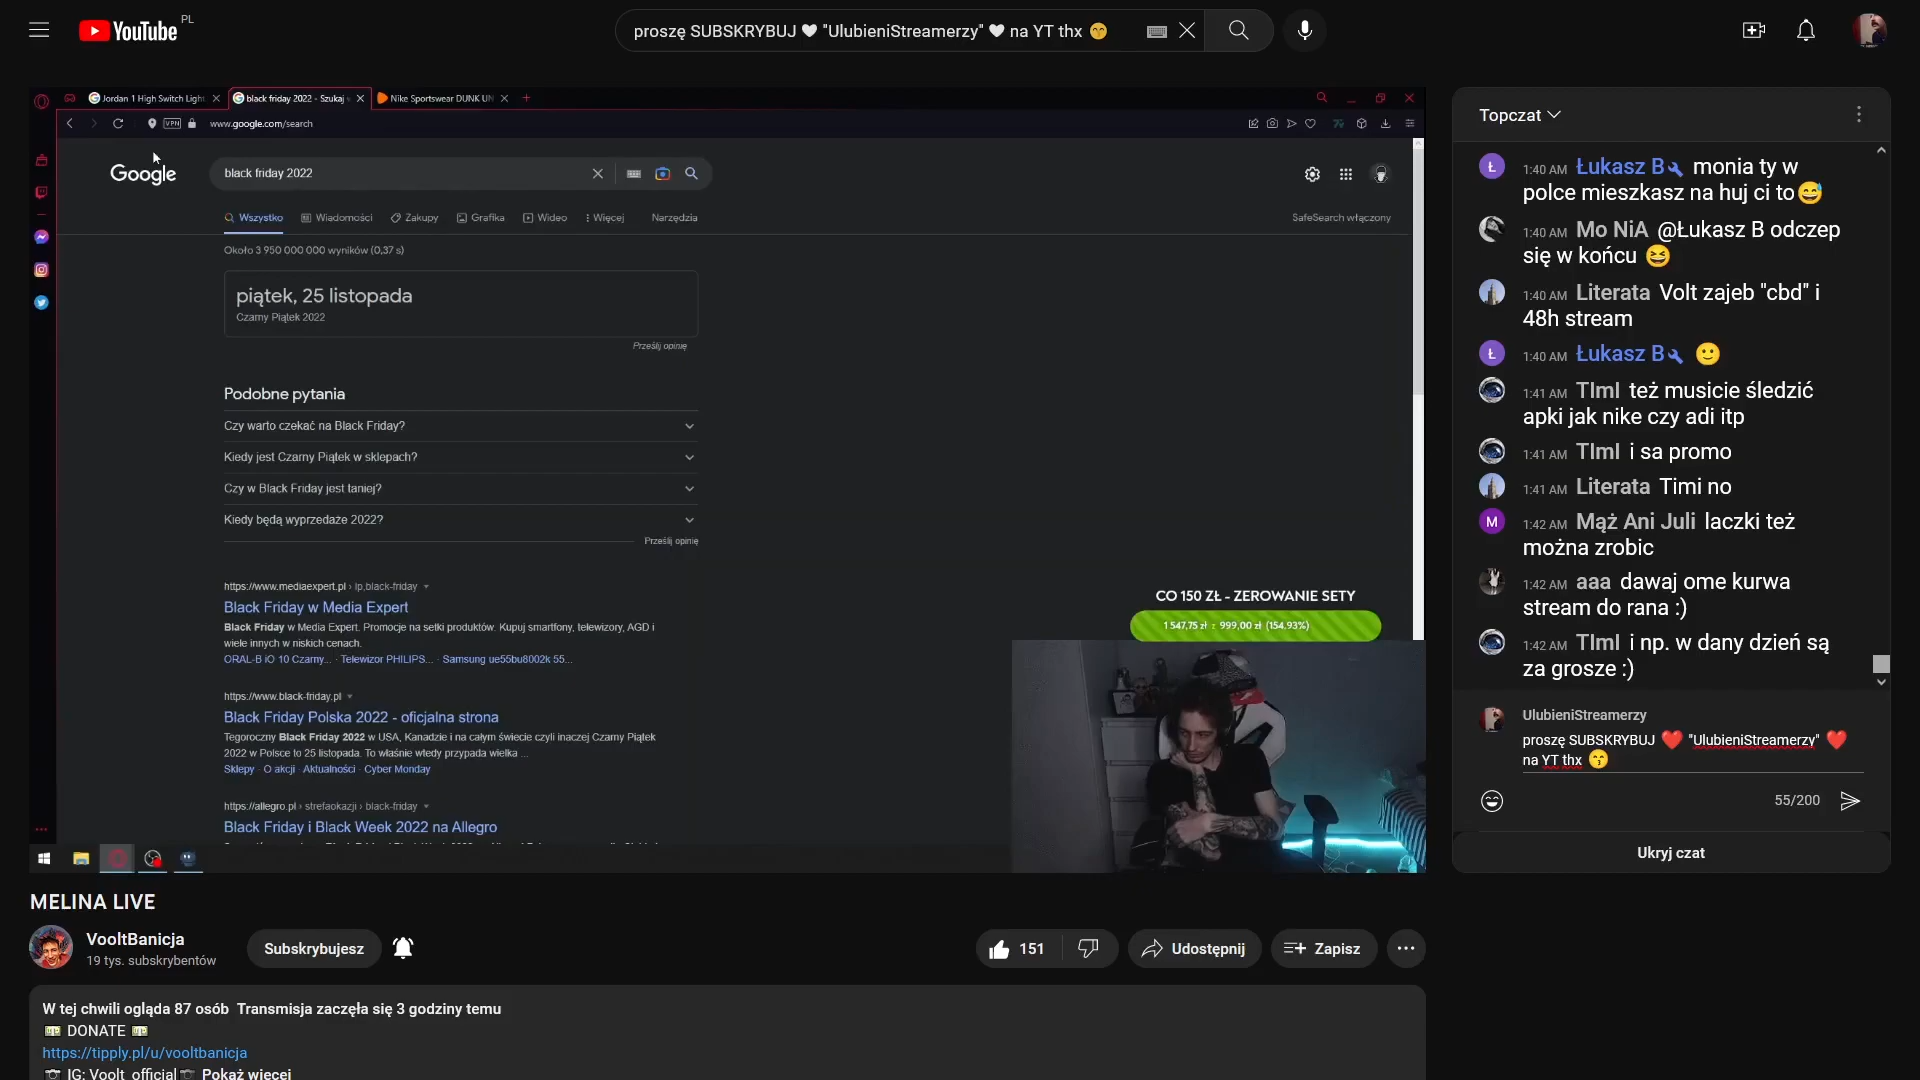 YouTube PL
proszę SUBSKRYBUJ 🤍 "UlubieniStreamerzy" 🤍 na YT thx 😙
Jordan 1 High Switch Light
black friday 2022 - Szukaj
Nike Sportswear DUNK UN
VPN www.google.com/search
Google
black friday 2022
Wszystko Wiadomości Zakupy Grafika Wideo Więcej Narzędzia SafeSearch włączony
Około 3 950 000 000 wyników (0,37 s)
piątek, 25 listopada
Czarny Piątek 2022
Prześlij opinię
Podobne pytania
Czy warto czekać na Black Friday?
Kiedy jest Czarny Piątek w sklepach?
Czy w Black Friday jest taniej?
Kiedy będą wyprzedaże 2022?
Prześlij opinię
https://www.mediaexpert.pl › lp,black-friday
Black Friday w Media Expert
Black Friday w Media Expert. Promocje na setki produktów. Kupuj smartfony, telewizory, AGD i
wiele innych w niskich cenach.
ORAL-B iO 10 Czarny... · Telewizor PHILIPS... · Samsung ue55bu8002k 55...
https://www.black-friday.pl
Black Friday Polska 2022 - oficjalna strona
Tegoroczny Black Friday 2022 w USA, Kanadzie i na całym świecie czyli inaczej Czarny Piątek
2022 w Polsce to 25 listopada. To właśnie wtedy przypada wielka ...
Sklepy · O akcji · Aktualności · Cyber Monday
https://allegro.pl › strefaokazji › black-friday
Black Friday i Black Week 2022 na Allegro
CO 150 ZŁ - ZEROWANIE SETY
1 547,75 zł z 999,00 zł (154.93%)
MELINA LIVE
VooltBanicja
19 tys. subskrybentów
Subskrybujesz
151
Udostępnij
Zapisz
W tej chwili ogląda 87 osób Transmisja zaczęła się 3 godziny temu
💵 DONATE 💵
https://tipply.pl/u/vooltbanicja
📷 IG: Voolt_official 📷 Pokaż więcej
Topczat
Ł 1:40 AM Łukasz B monia ty w
polce mieszkasz na huj ci to😅
1:40 AM Mo NiA @Łukasz B odczep
się w końcu 😆
1:40 AM Literata Volt zajeb "cbd" i
48h stream
Ł 1:40 AM Łukasz B 🙂
1:41 AM TImI też musicie śledzić
apki jak nike czy adi itp
1:41 AM TImI i sa promo
1:41 AM Literata Timi no
M 1:42 AM Mąż Ani Juli laczki też
można zrobic
1:42 AM aaa dawaj ome kurwa
stream do rana :)
1:42 AM TImI i np. w dany dzień są
za grosze :)
UlubieniStreamerzy
proszę SUBSKRYBUJ ❤️ "UlubieniStreamerzy" ❤️
na YT thx 😙
55/200
Ukryj czat